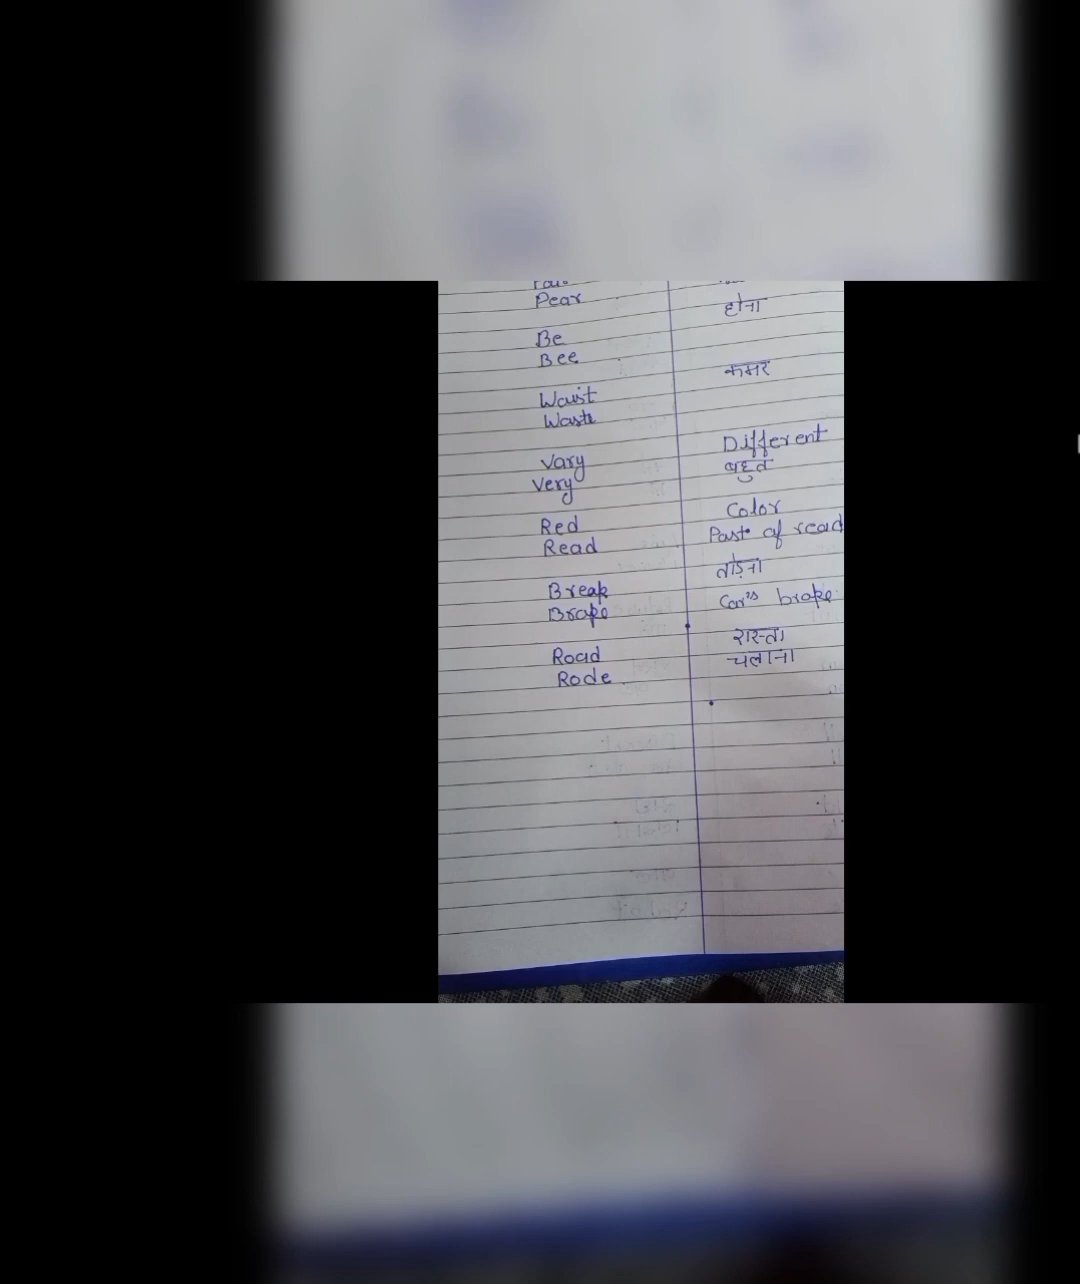 Pear
होना
Be
Bee
कमर
Waist
Waste
Vary Different
Very बहुत
Red Color
Read Past of read
Break तोड़ना
Brake Car's brake
Road रास्ता
Rode चलाना